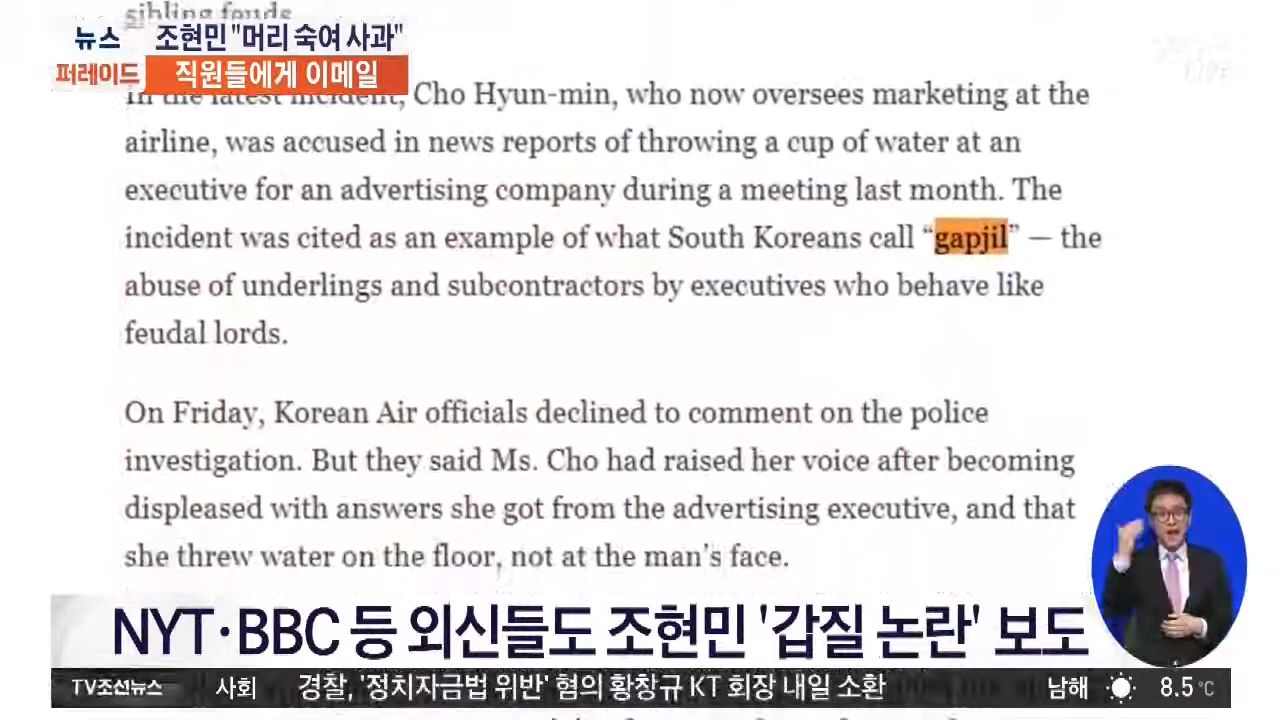 sibling feuds.
뉴스 조현민 "머리 숙여 사과"
퍼레이드 직원들에게 이메일
LIVE
In the latest incident, Cho Hyun-min, who now oversees marketing at the
airline, was accused in news reports of throwing a cup of water at an
executive for an advertising company during a meeting last month. The
incident was cited as an example of what South Koreans call “gapjil” — the
abuse of underlings and subcontractors by executives who behave like
feudal lords.
On Friday, Korean Air officials declined to comment on the police
investigation. But they said Ms. Cho had raised her voice after becoming
displeased with answers she got from the advertising executive, and that
she threw water on the floor, not at the man’s face.
NYT·BBC 등 외신들도 조현민 '갑질 논란' 보도
TV조선뉴스 사회 경찰, '정치자금법 위반' 혐의 황창규 KT 회장 내일 소환 남해 8.5℃